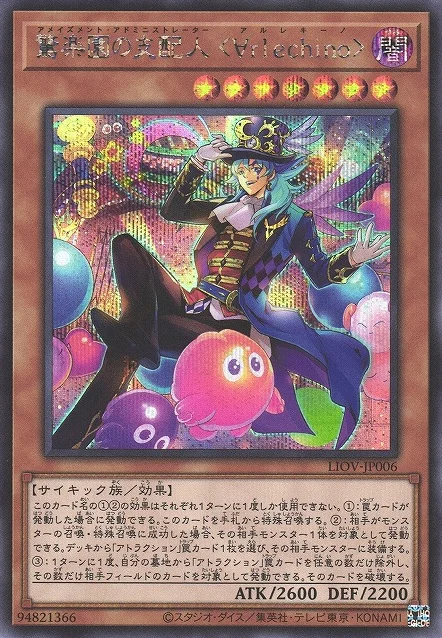 アメイズメント・アドミニストレーター アルレキーノ
驚楽園の支配人 <∀rlechino>
闇
LIOV-JP006
【サイキック族／効果】
このカード名の①②の効果はそれぞれ1ターンに1度しか使用できない。①：罠カードが
発動した場合に発動できる。このカードを手札から特殊召喚する。②：相手がモンス
ターの召喚・特殊召喚に成功した場合、その相手モンスター1体を対象として発動
できる。デッキから「アトラクション」罠カード1枚を選び、その相手モンスターに装備する。
③：1ターンに1度、自分の墓地から「アトラクション」罠カードを任意の数だけ除外し、
その数だけ相手フィールドのカードを対象として発動できる。そのカードを破壊する。
ATK/2600 DEF/2200
94821366
©スタジオ・ダイス／集英社・テレビ東京・KONAMI